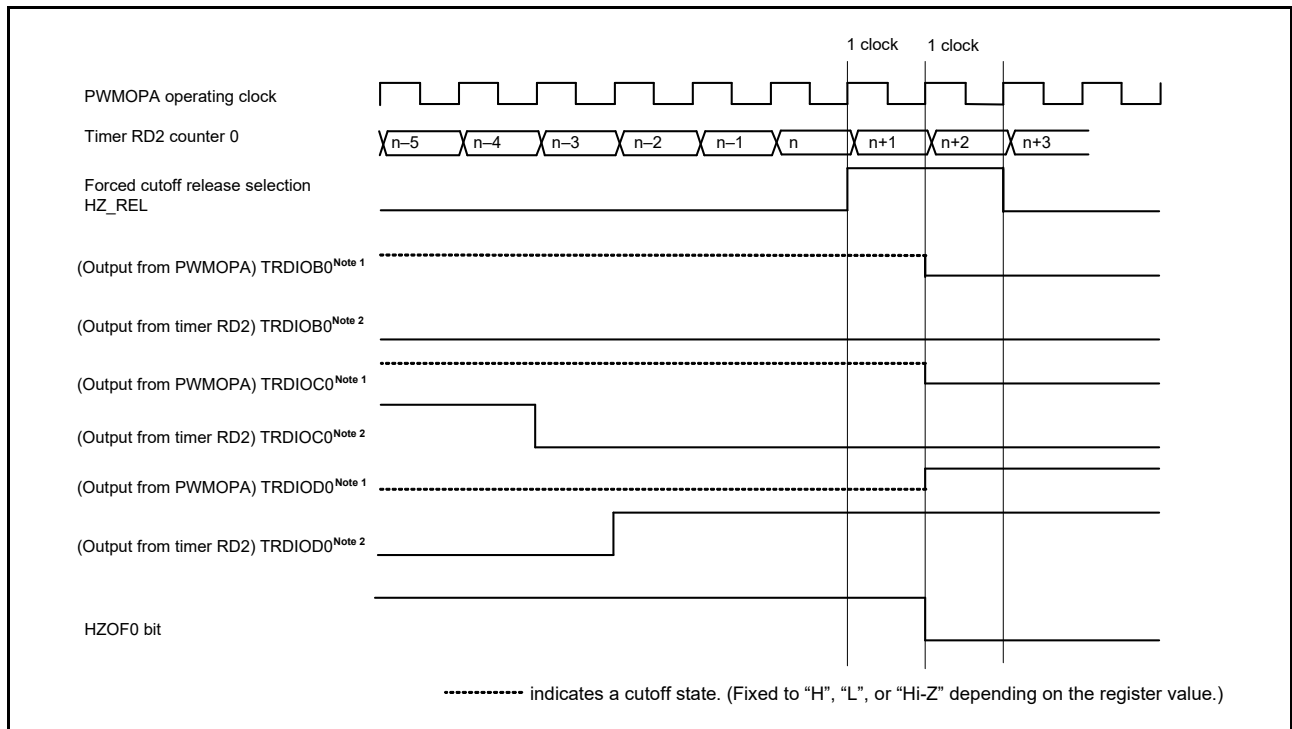 1 clock 1 clock
PWMOPA operating clock
Timer RD2 counter 0
n–5 n–4 n–3 n–2 n–1 n n+1 n+2 n+3
Forced cutoff release selection
HZ_REL
(Output from PWMOPA) TRDIOB0Note 1
(Output from timer RD2) TRDIOB0Note 2
(Output from PWMOPA) TRDIOC0Note 1
(Output from timer RD2) TRDIOC0Note 2
(Output from PWMOPA) TRDIOD0Note 1
(Output from timer RD2) TRDIOD0Note 2
HZOF0 bit
indicates a cutoff state. (Fixed to “H”, “L”, or “Hi-Z” depending on the register value.)